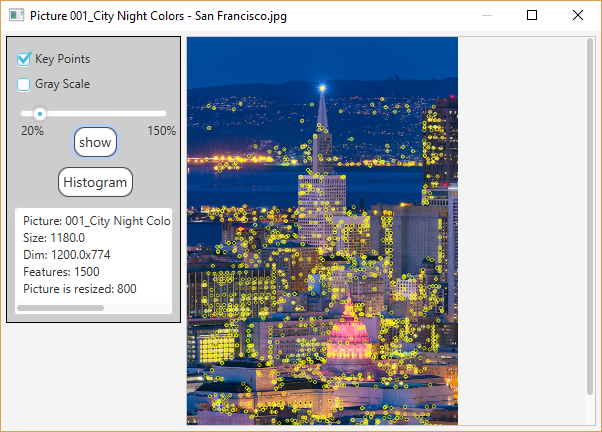 Picture 001_City Night Colors - San Francisco.jpg
Key Points
Gray Scale
20% 150%
show
Histogram
Picture: 001_City Night Colo
Size: 1180.0
Dim: 1200.0x774
Features: 1500
Picture is resized: 800